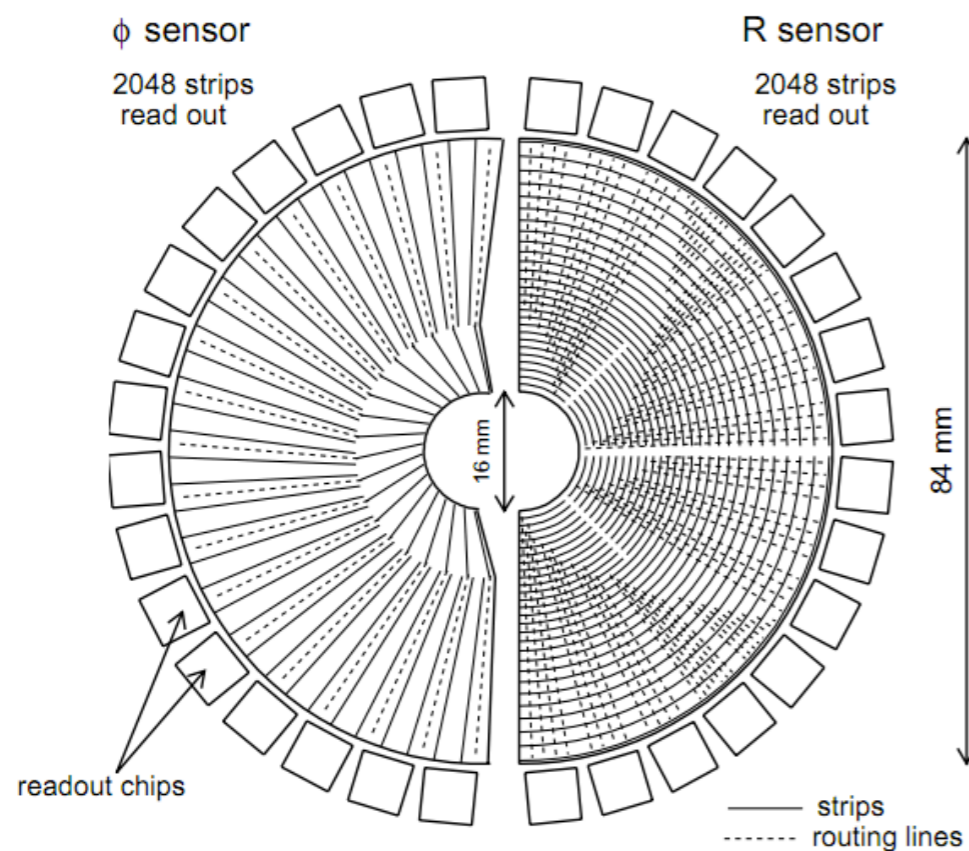 ϕ sensor
2048 strips
read out
R sensor
2048 strips
read out
16 mm
84 mm
readout chips
strips
routing lines